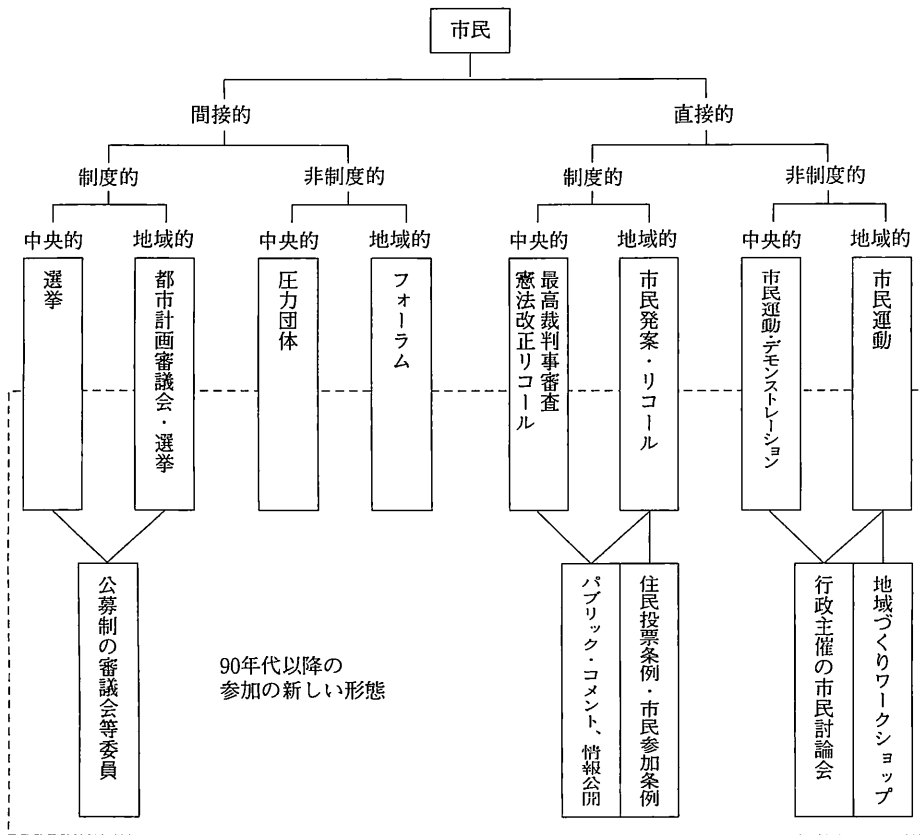 市民
間接的
直接的
制度的
非制度的
制度的
非制度的
中央的
地域的
中央的
地域的
中央的
地域的
中央的
地域的
選挙
都市計画審議会・選挙
圧力団体
フォーラム
最高裁判事審査
憲法改正リコール
市民発案・リコール
市民運動・デモンストレーション
市民運動
公募制の審議会等委員
90年代以降の
参加の新しい形態
パブリック・コメント、情報公開
住民投票条例・市民参加条例
行政主催の市民討論会
地域づくりワークショップ